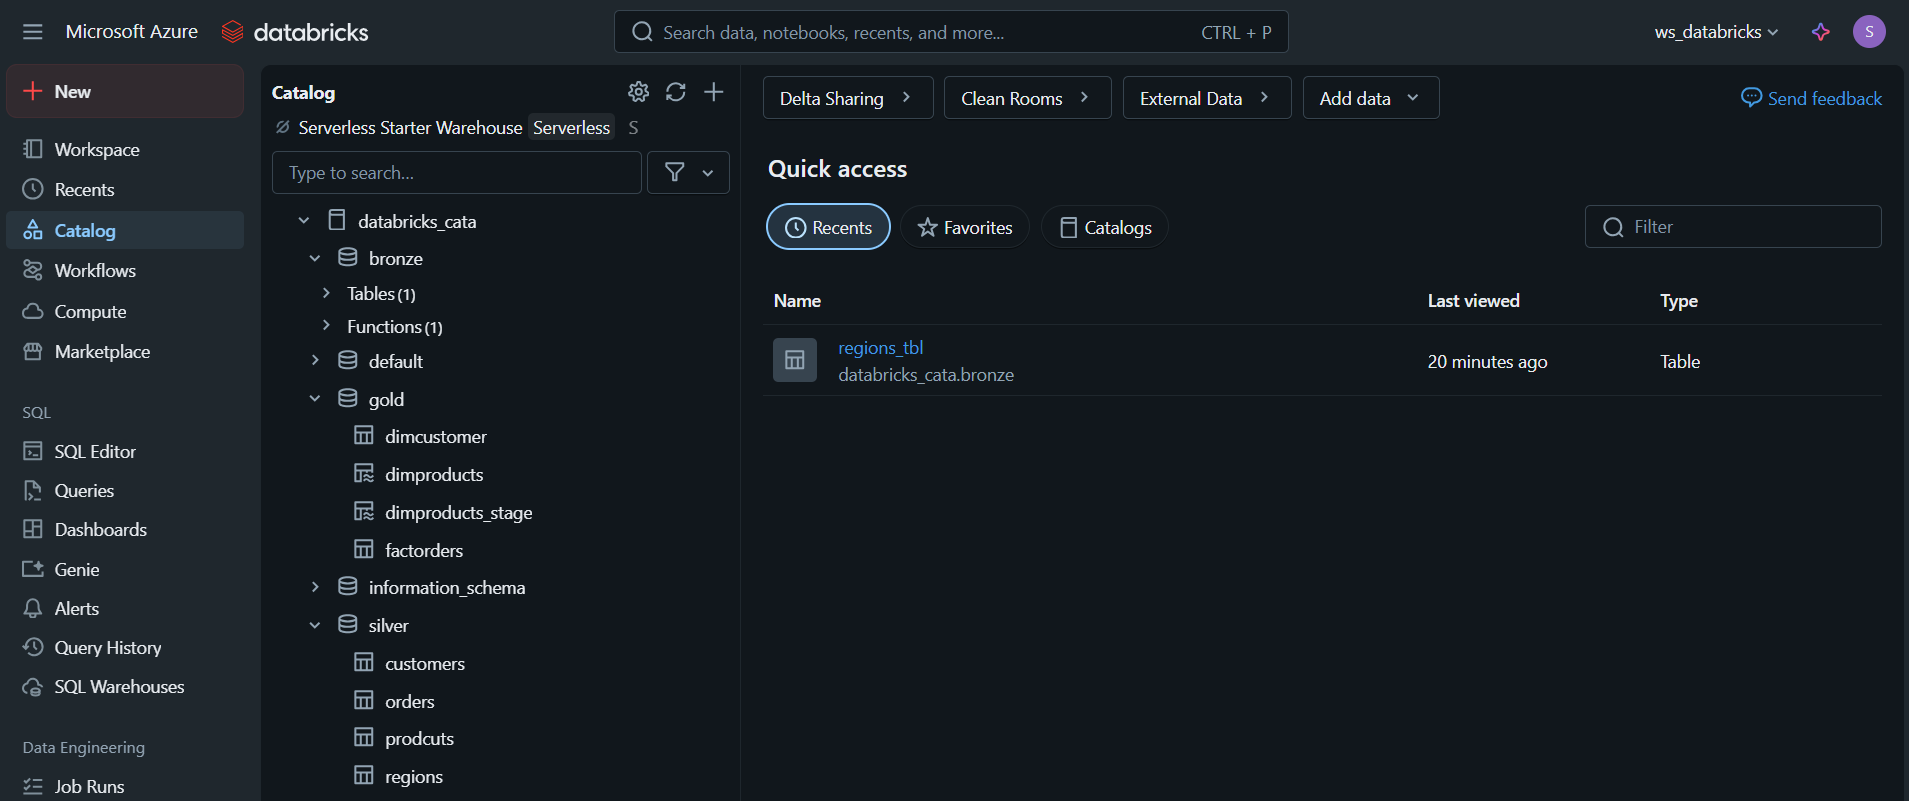 Microsoft Azure databricks
Search data, notebooks, recents, and more... CTRL + P
ws_databricks S
New
Workspace
Recents
Catalog
Workflows
Compute
Marketplace
SQL
SQL Editor
Queries
Dashboards
Genie
Alerts
Query History
SQL Warehouses
Data Engineering
Job Runs
Catalog
Serverless Starter Warehouse Serverless S
Type to search...
databricks_cata
bronze
Tables (1)
Functions (1)
default
gold
dimcustomer
dimproducts
dimproducts_stage
factorders
information_schema
silver
customers
orders
prodcuts
regions
Delta Sharing Clean Rooms External Data Add data Send feedback
Quick access
Recents Favorites Catalogs Filter
Name Last viewed Type
regions_tbl
databricks_cata.bronze
20 minutes ago Table